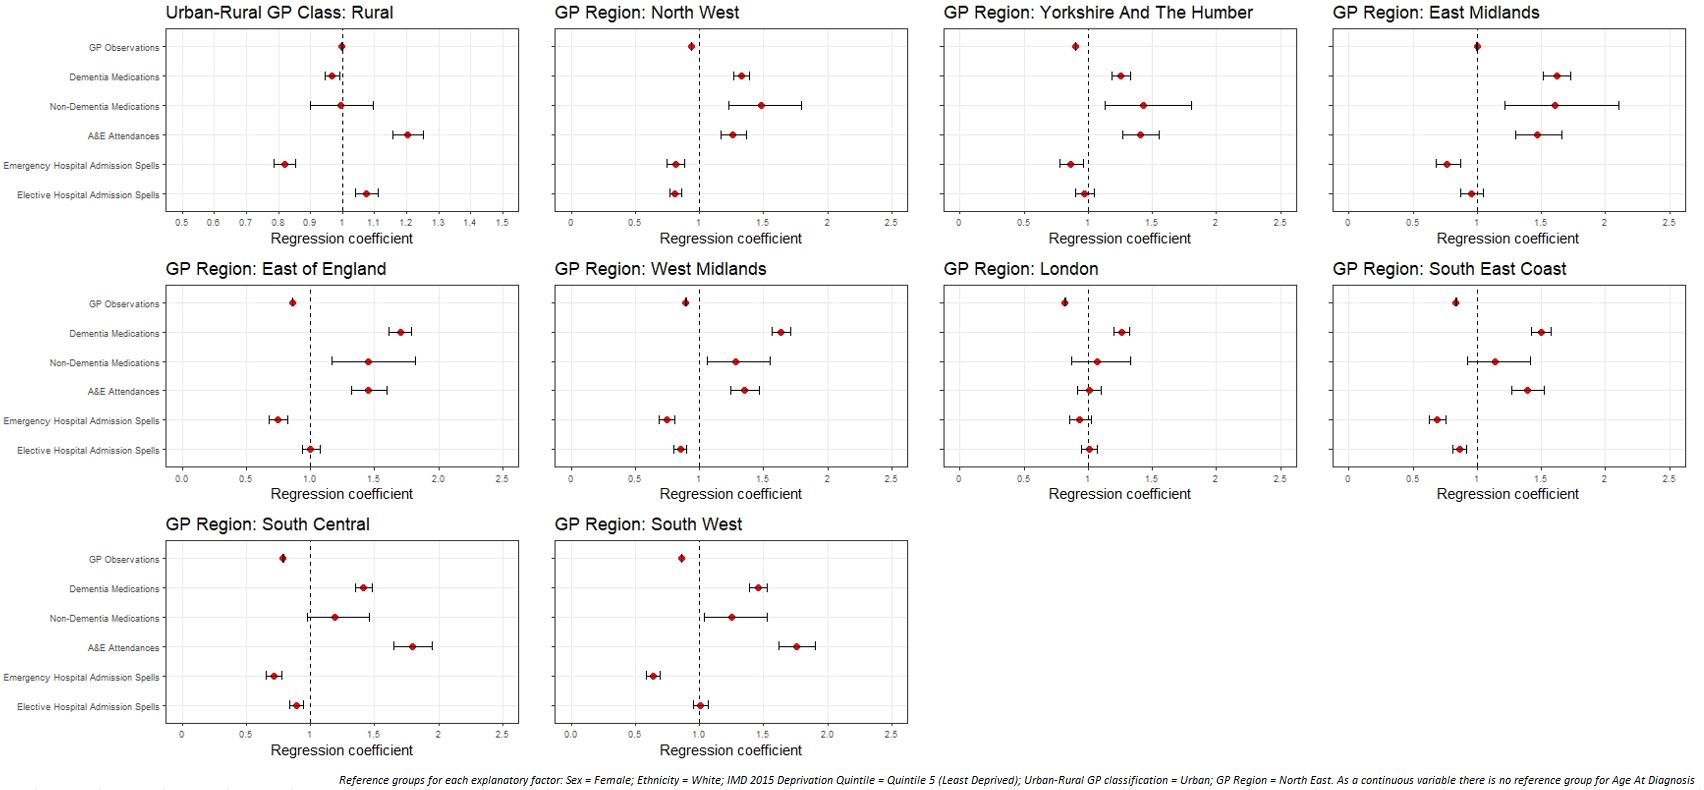 Urban-Rural GP Class: Rural
GP Observations
Dementia Medications
Non-Dementia Medications
A&E Attendances
Emergency Hospital Admission Spells
Elective Hospital Admission Spells
0.5 0.6 0.7 0.8 0.9 1 1.1 1.2 1.3 1.4 1.5
Regression coefficient
GP Region: North West
0 0.5 1 1.5 2 2.5
Regression coefficient
GP Region: Yorkshire And The Humber
0 0.5 1 1.5 2 2.5
Regression coefficient
GP Region: East Midlands
0 0.5 1 1.5 2 2.5
Regression coefficient
GP Region: East of England
GP Observations
Dementia Medications
Non-Dementia Medications
A&E Attendances
Emergency Hospital Admission Spells
Elective Hospital Admission Spells
0.0 0.5 1.0 1.5 2.0 2.5
Regression coefficient
GP Region: West Midlands
0 0.5 1 1.5 2 2.5
Regression coefficient
GP Region: London
0 0.5 1 1.5 2 2.5
Regression coefficient
GP Region: South East Coast
0 0.5 1 1.5 2 2.5
Regression coefficient
GP Region: South Central
GP Observations
Dementia Medications
Non-Dementia Medications
A&E Attendances
Emergency Hospital Admission Spells
Elective Hospital Admission Spells
0 0.5 1 1.5 2 2.5
Regression coefficient
GP Region: South West
0.0 0.5 1.0 1.5 2.0 2.5
Regression coefficient
Reference groups for each explanatory factor: Sex = Female; Ethnicity = White; IMD 2015 Deprivation Quintile = Quintile 5 (Least Deprived); Urban-Rural GP classification = Urban; GP Region = North East. As a continuous variable there is no reference group for Age At Diagnosis